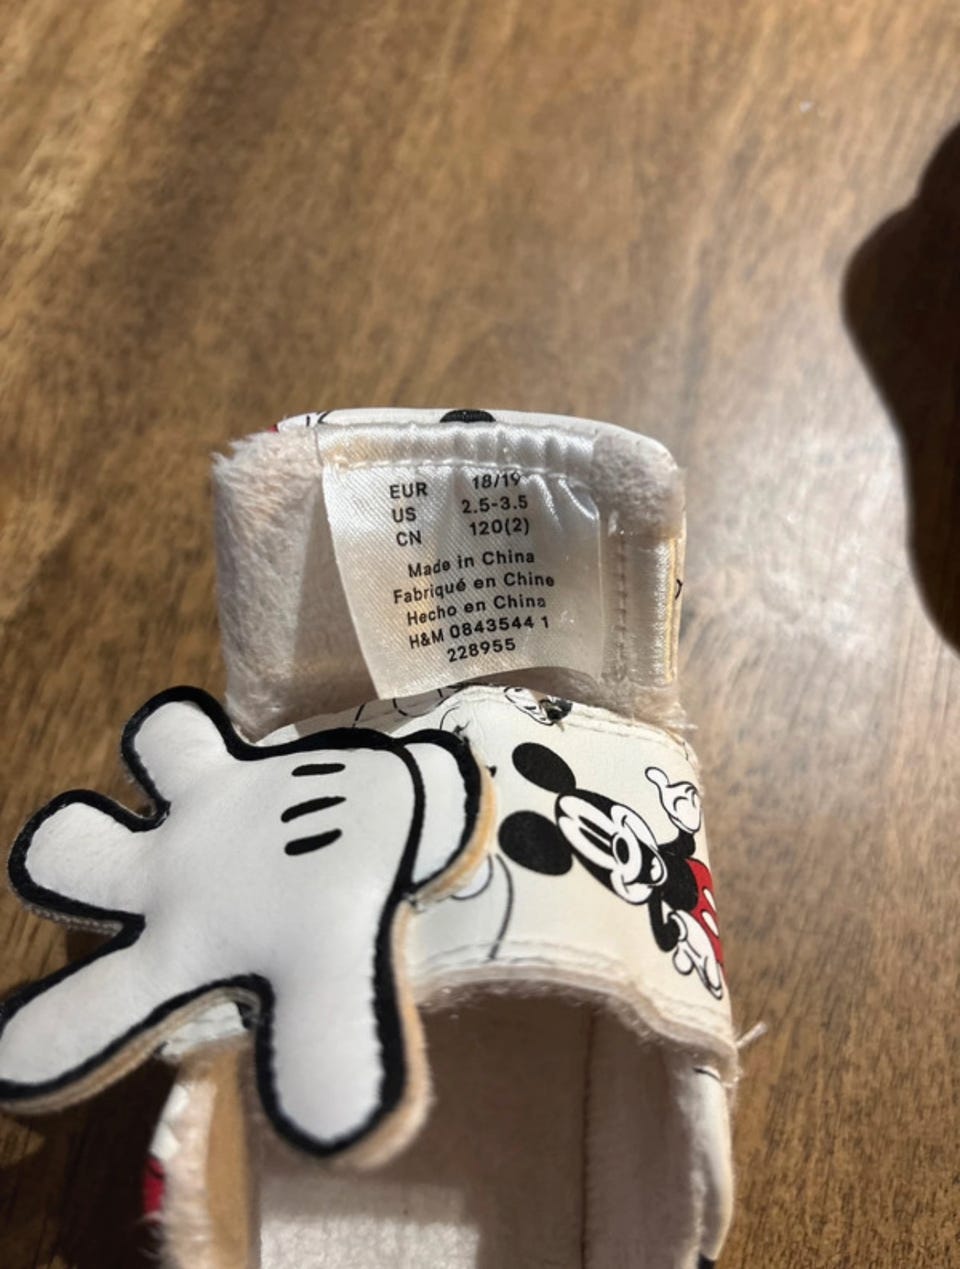 EUR 18/19
US 2.5-3.5
CN 120(2)
Made in China
Fabriqué en Chine
Hecho en China
H&M 0843544 1
228955